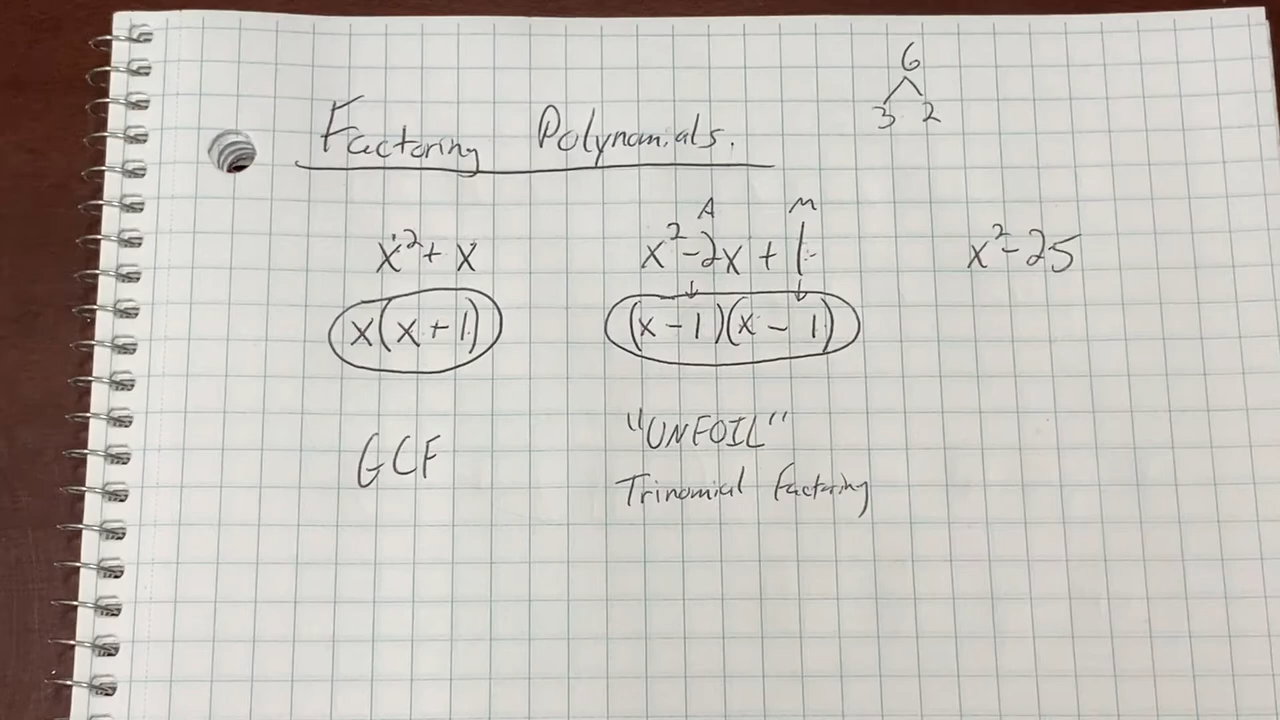 6
3 2
Factoring Polynomials.
A M
x²+ x
x²-2x + 1
x²-25
x(x+1)
(x-1)(x- 1)
GCF
"UNFOIL"
Trinomial Factoring